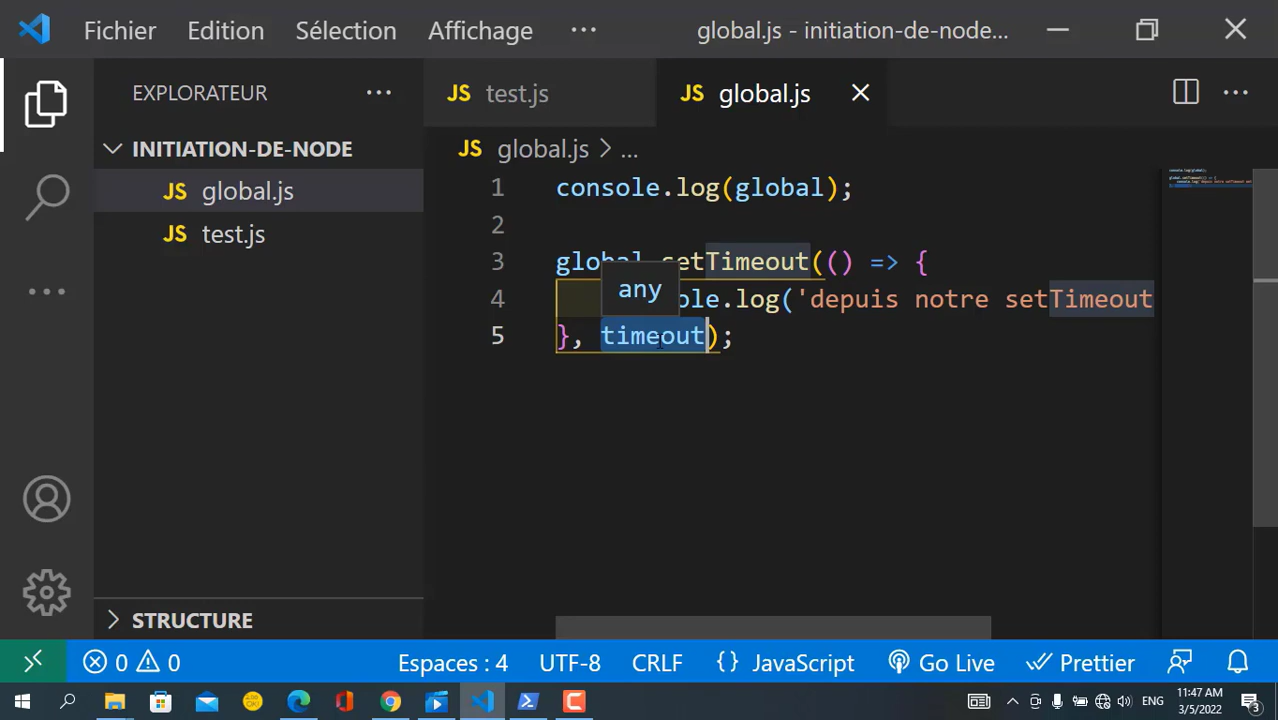 Fichier Edition Sélection Affichage ··· global.js - initiation-de-node...
EXPLORATEUR ···
JS test.js
JS global.js
INITIATION-DE-NODE
JS global.js
JS test.js
STRUCTURE
JS global.js > ...
1 console.log(global);
2
3 global.setTimeout(() => {
any
4 ole.log('depuis notre setTimeout
5 }, timeout);
0 0 Espaces : 4 UTF-8 CRLF {} JavaScript Go Live Prettier
ENG 11:47 AM
3/5/2022 3